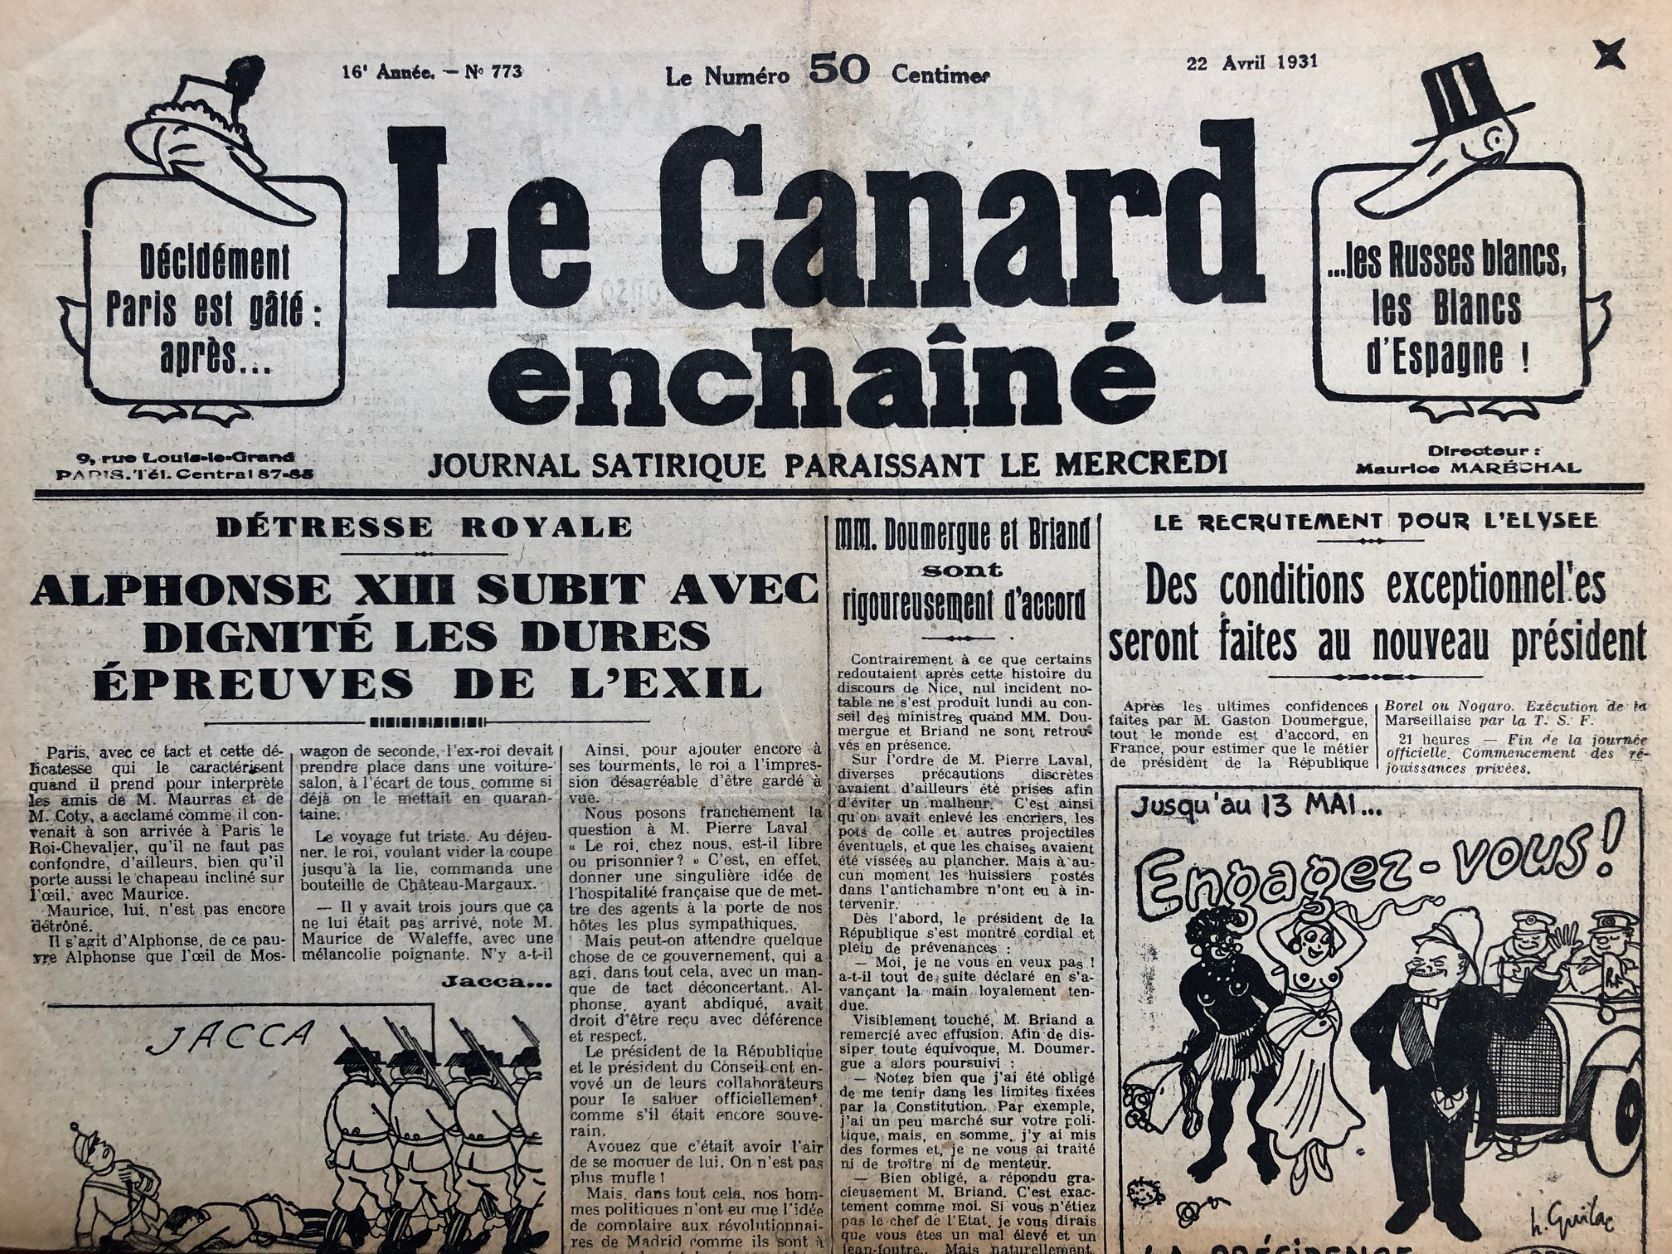 16e Année. — No 773
Le Numéro 50 Centimes
22 Avril 1931
Décidément
Paris est gâté :
après...
Le Canard
enchaîné
...les Russes blancs,
les Blancs
d'Espagne !
9, rue Louis-le-Grand
PARIS. Tél. Central 87-65
JOURNAL SATIRIQUE PARAISSANT LE MERCREDI
Directeur :
Maurice MARÉCHAL
DÉTRESSE ROYALE
ALPHONSE XIII SUBIT AVEC
DIGNITÉ LES DURES
ÉPREUVES DE L'EXIL
Paris, avec ce tact et cette dé-
licatesse qui le caractérisent
quand il prend pour interprète
les amis de M. Maurras et de
M. Coty, a acclamé comme il con-
venait à son arrivée à Paris le
Roi-Chevalier, qu'il ne faut pas
confondre, d'ailleurs, bien qu'il
porte aussi le chapeau incliné sur
l'œil, avec Maurice.
Maurice, lui, n'est pas encore
détrôné.
Il s'agit d'Alphonse, de ce pau-
vre Alphonse que l'œil de Mos-
wagon de seconde, l'ex-roi devait
prendre place dans une voiture-
salon, à l'écart de tous, comme si
déjà on le mettait en quaran-
taine.
Le voyage fut triste. Au déjeu-
ner, le roi, voulant vider la coupe
jusqu'à la lie, commanda une
bouteille de Château-Margaux.
— Il y avait trois jours que ça
ne lui était pas arrivé, note M.
Maurice de Waleffe, avec une
mélancolie poignante. N'y a-t-il
Jacca...
JACCA
Ainsi, pour ajouter encore à
ses tourments, le roi a l'impres-
sion désagréable d'être gardé à
vue.
Nous posons franchement la
question à M. Pierre Laval
« Le roi, chez nous, est-il libre
ou prisonnier ? » C'est, en effet,
donner une singulière idée de
l'hospitalité française que de met-
tre des agents à la porte de nos
hôtes les plus sympathiques.
Mais peut-on attendre quelque
chose de ce gouvernement, qui a
agi, dans tout cela, avec un man-
que de tact déconcertant. Al-
phonse, ayant abdiqué, avait
droit d'être reçu avec déférence
et respect.
Le président de la République
et le président du Conseil ont en-
voyé un de leurs collaborateurs
pour le saluer officiellement,
comme s'il était encore souve-
rain.
Avouez que c'était avoir l'air
de se moquer de lui. On n'est pas
plus mufle !
Mais, dans tout cela, nos hom-
mes politiques n'ont eu que l'idée
de complaire aux révolutionnai-
res de Madrid comme ils sont à
MM. Doumergue et Briand
sont
rigoureusement d'accord
Contrairement à ce que certains
redoutaient après cette histoire du
discours de Nice, nul incident no-
table ne s'est produit lundi au con-
seil des ministres quand MM. Dou-
mergue et Briand ne sont retrou-
vés en présence.
Sur l'ordre de M. Pierre Laval,
diverses précautions discrètes
avaient d'ailleurs été prises afin
d'éviter un malheur. C'est ainsi
qu'on avait enlevé les encriers, les
pots de colle et autres projectiles
éventuels, et que les chaises avaient
été vissées au plancher. Mais à au-
cun moment les huissiers postés
dans l'antichambre n'ont eu à in-
tervenir.
Dès l'abord, le président de la
République s'est montré cordial et
plein de prévenances :
— Moi, je ne vous en veux pas !
a-t-il tout de suite déclaré en s'a-
vançant la main loyalement ten-
due.
Visiblement touché, M. Briand a
remercié avec effusion. Afin de dis-
siper toute équivoque, M. Doumer-
gue a alors poursuivi :
— Notez bien que j'ai été obligé
de me tenir dans les limites fixées
par la Constitution. Par exemple,
j'ai un peu marché sur votre poli-
tique, mais, en somme, j'y ai mis
des formes et, je ne vous ai traité
ni de traître ni de menteur.
— Bien obligé, a répondu gra-
cieusement M. Briand. C'est exac-
tement comme moi. Si vous n'étiez
pas le chef de l'Etat, je vous dirais
que vous êtes un mal élevé et un
jean-foutre.. Mais naturellement,
LE RECRUTEMENT POUR L'ELYSEE
Des conditions exceptionnel'es
seront faites au nouveau président
Après les ultimes confidences
faites par M. Gaston Doumergue,
tout le monde est d'accord, en
France, pour estimer que le métier
de président de la République
Borel ou Nogaro. Exécution de la
Marseillaise par la T. S. F.
21 heures — Fin de la journée
officielle. Commencement des ré-
jouissances privées.
Jusqu'au 13 MAI...
Engagez-vous !
h. Guilac
LA PRÉSIDENCE